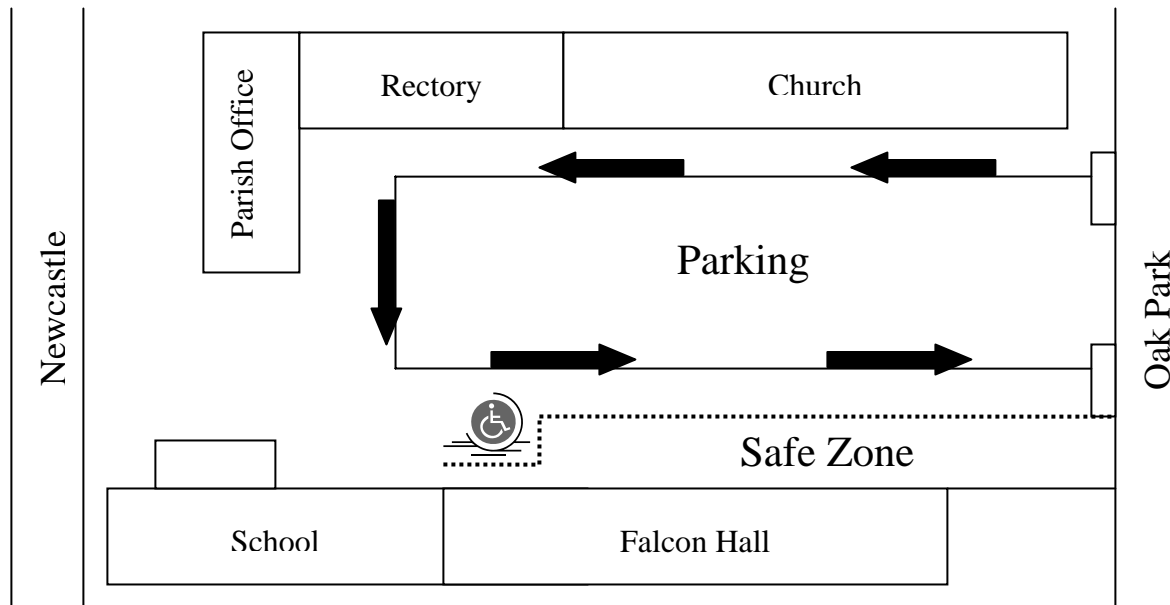 Rectory
Church
Parish Office
Parking
Newcastle
Oak Park
Safe Zone
School
Falcon Hall